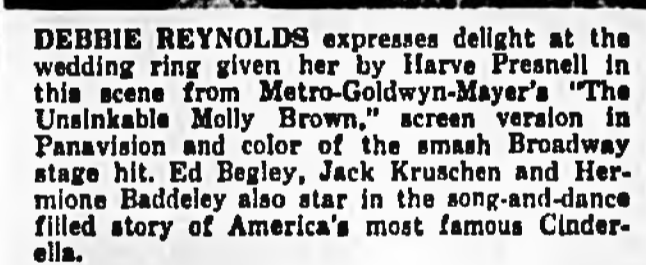 DEBBIE REYNOLDS expresses delight at the
wedding ring given her by Harve Presnell in
this scene from Metro-Goldwyn-Mayer's "The
Unsinkable Molly Brown," screen version in
Panavision and color of the smash Broadway
stage hit. Ed Begley, Jack Kruschen and Her-
mione Baddeley also star in the song-and-dance
filled story of America's most famous Cinder-
ella.